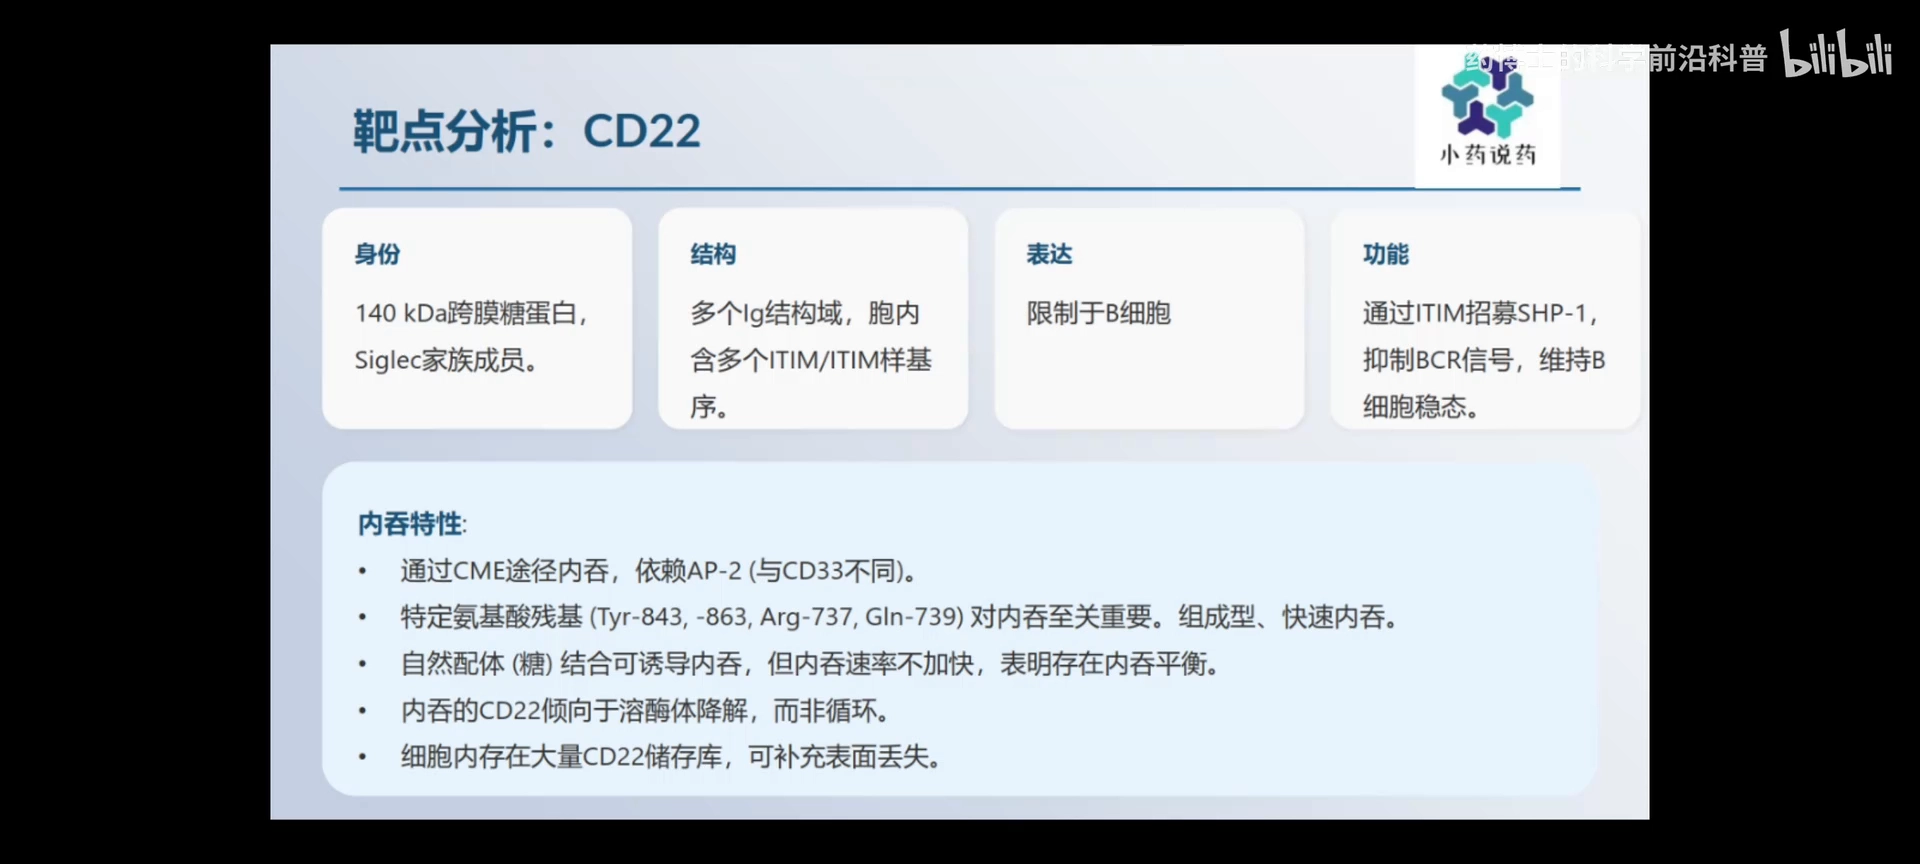 药博士的科学前沿科普 bilibili
小药说药
靶点分析：CD22
身份
140 kDa跨膜糖蛋白，
Siglec家族成员。
结构
多个Ig结构域，胞内
含多个ITIM/ITIM样基
序。
表达
限制于B细胞
功能
通过ITIM招募SHP-1，
抑制BCR信号，维持B
细胞稳态。
内吞特性:
• 通过CME途径内吞，依赖AP-2 (与CD33不同)。
• 特定氨基酸残基 (Tyr-843, -863, Arg-737, Gln-739) 对内吞至关重要。组成型、快速内吞。
• 自然配体 (糖) 结合可诱导内吞，但内吞速率不加快，表明存在内吞平衡。
• 内吞的CD22倾向于溶酶体降解，而非循环。
• 细胞内存在大量CD22储存库，可补充表面丢失。